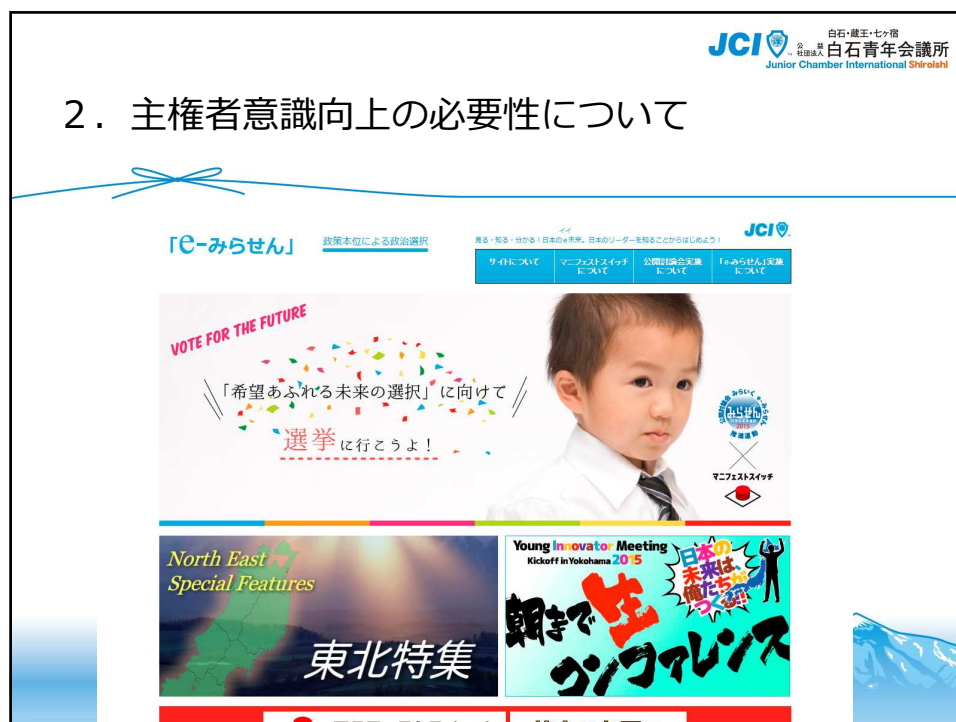 白石・蔵王・七ヶ宿
JCI 公益社団法人 白石青年会議所
Junior Chamber International Shiroishi
２．主権者意識向上の必要性について
「e-みらせん」
政策本位による政治選択
イイ
見る・知る・分かる！日本のe未来。日本のリーダーを知ることからはじめよう！
JCI
サイトについて
マニフェストスイッチ
について
公開討論会実施
について
「e-みらせん」実施
について
VOTE FOR THE FUTURE
「希望あふれる未来の選択」に向けて
選挙に行こうよ！
みらせん
2015
マニフェストスイッチ
North East
Special Features
東北特集
Young Innovator Meeting
Kickoff in Yokohama 2015
日本の
未来は、
俺たちが
つくる!!
朝まで生
コンファレンス